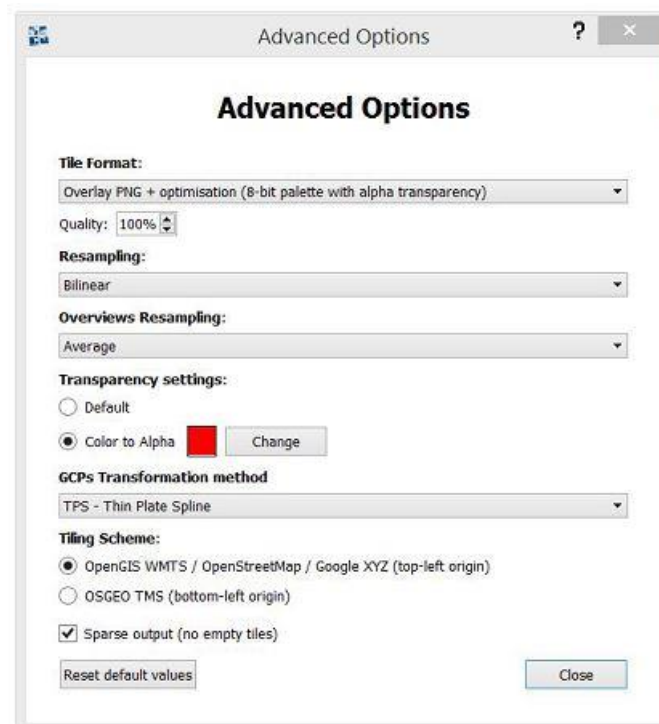 Advanced Options
?
Advanced Options
Tile Format:
Overlay PNG + optimisation (8-bit palette with alpha transparency)
Quality: 100%
Resampling:
Bilinear
Overviews Resampling:
Average
Transparency settings:
Default
Color to Alpha Change
GCPs Transformation method
TPS - Thin Plate Spline
Tiling Scheme:
OpenGIS WMTS / OpenStreetMap / Google XYZ (top-left origin)
OSGEO TMS (bottom-left origin)
Sparse output (no empty tiles)
Reset default values Close